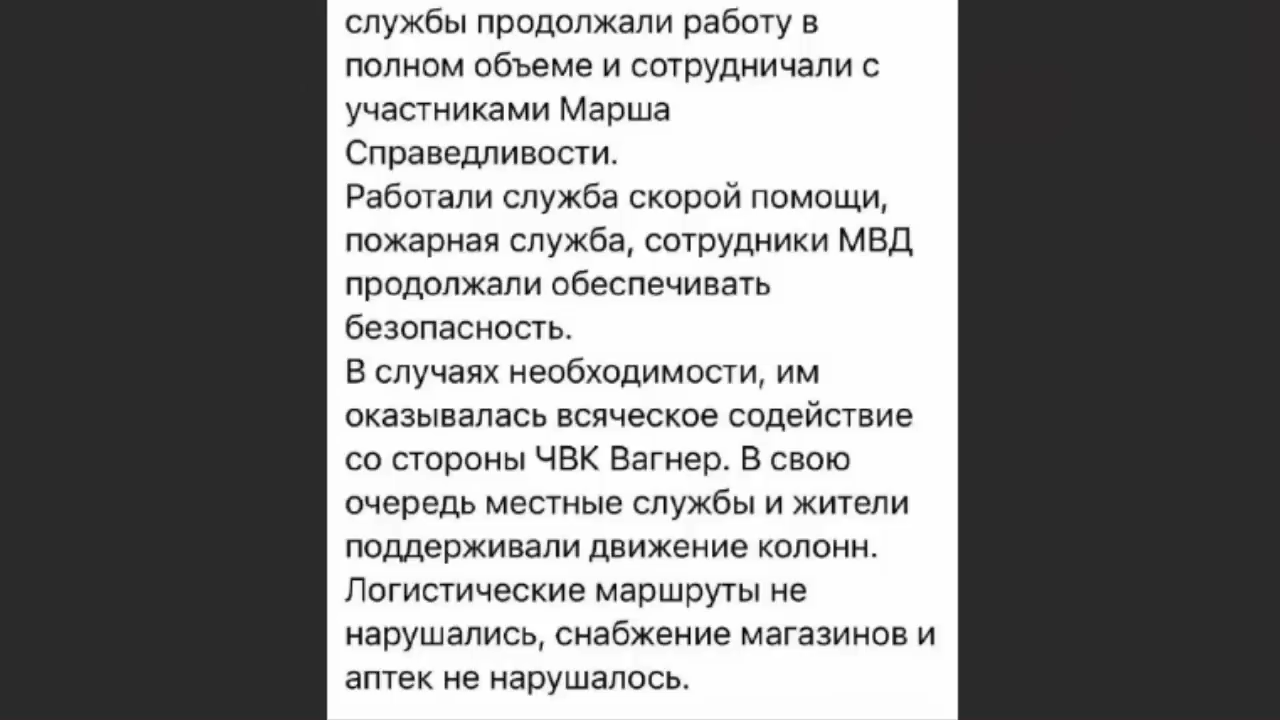 службы продолжали работу в
полном объеме и сотрудничали с
участниками Марша
Справедливости.
Работали служба скорой помощи,
пожарная служба, сотрудники МВД
продолжали обеспечивать
безопасность.
В случаях необходимости, им
оказывалась всяческое содействие
со стороны ЧВК Вагнер. В свою
очередь местные службы и жители
поддерживали движение колонн.
Логистические маршруты не
нарушались, снабжение магазинов и
аптек не нарушалось.